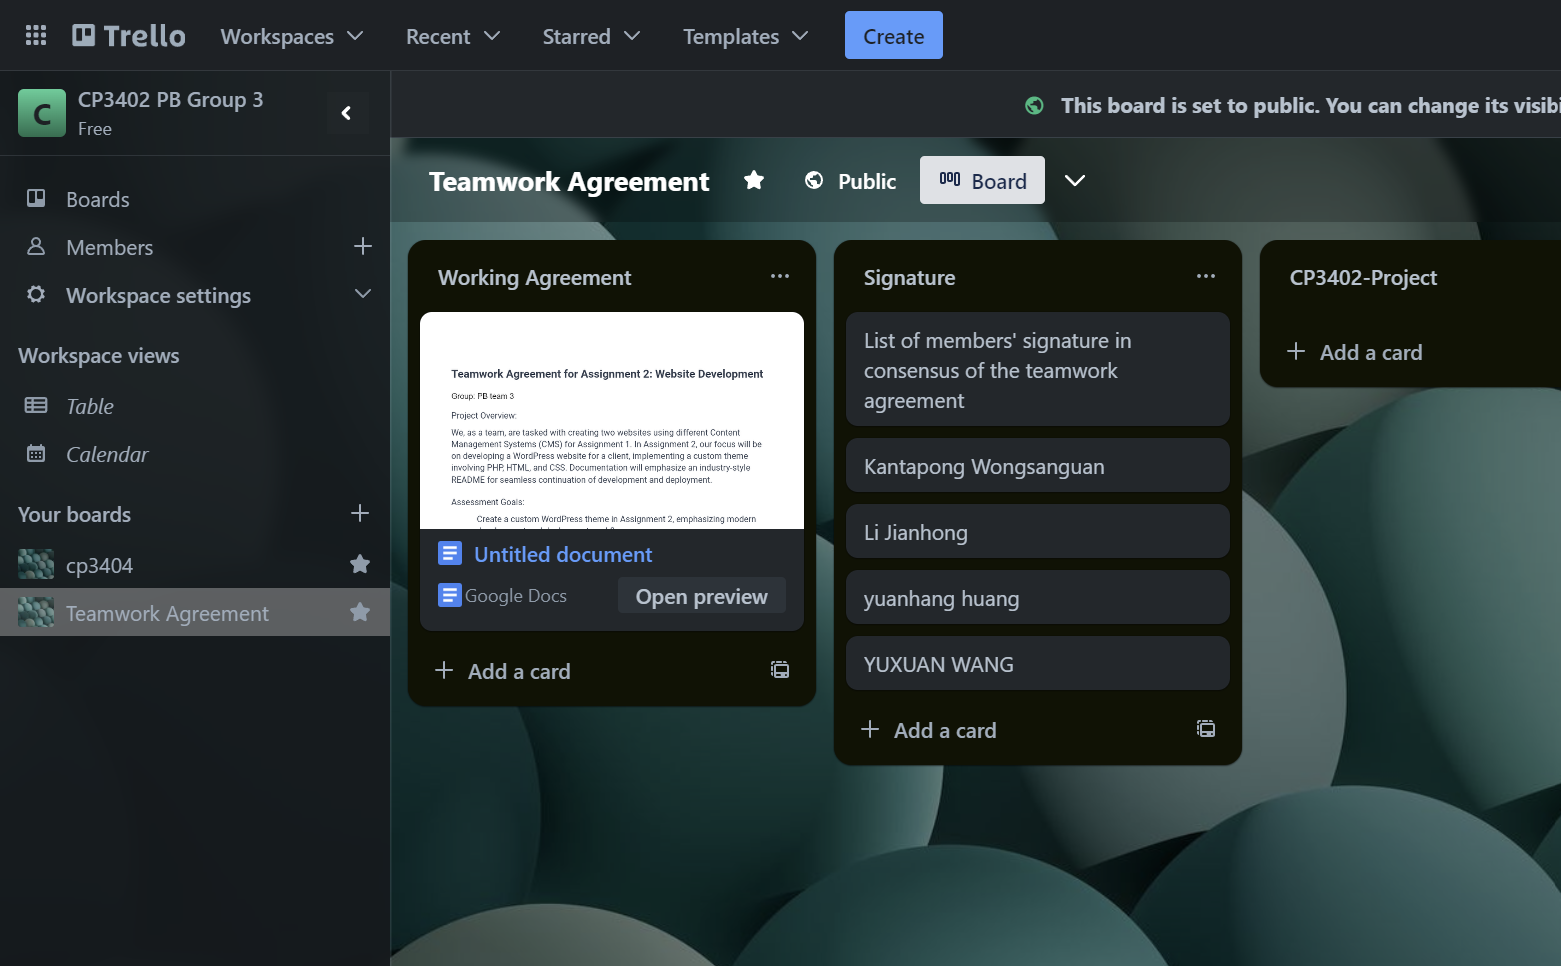 Trello
Workspaces
Recent
Starred
Templates
Create
C
CP3402 PB Group 3
Free
Boards
Members
Workspace settings
Workspace views
Table
Calendar
Your boards
cp3404
Teamwork Agreement
This board is set to public. You can change its visibi
Teamwork Agreement
Public
Board
Working Agreement
Teamwork Agreement for Assignment 2: Website Development
Group: PB team 3
Project Overview:
We, as a team, are tasked with creating two websites using different Content
Management Systems (CMS) for Assignment 1. In Assignment 2, our focus will be
on developing a WordPress website for a client, implementing a custom theme
involving PHP, HTML, and CSS. Documentation will emphasize an industry-style
README for seamless continuation of development and deployment.
Assessment Goals:
Create a custom WordPress theme in Assignment 2, emphasizing modern
Untitled document
Google Docs
Open preview
Add a card
Signature
List of members' signature in
consensus of the teamwork
agreement
Kantapong Wongsanguan
Li Jianhong
yuanhang huang
YUXUAN WANG
Add a card
CP3402-Project
Add a card